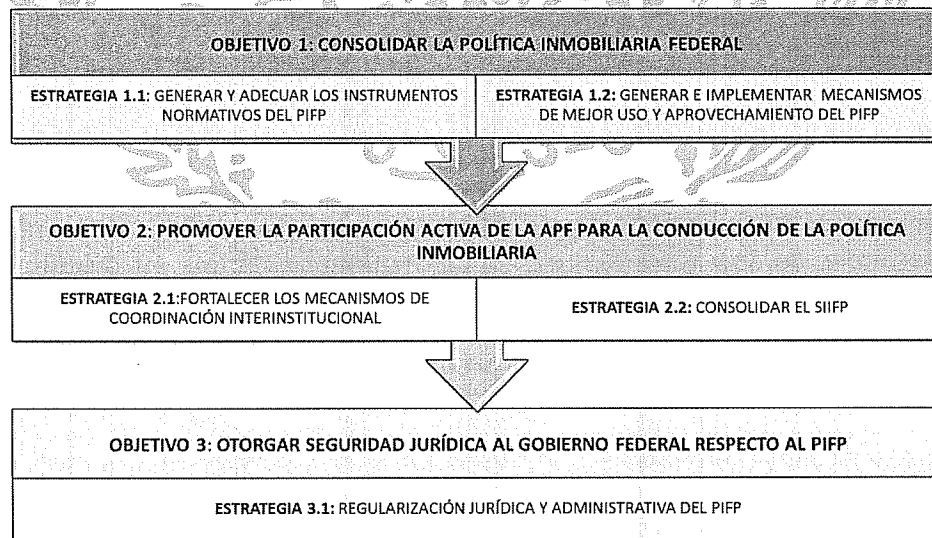 OBJETIVO 1: CONSOLIDAR LA POLÍTICA INMOBILIARIA FEDERAL
ESTRATEGIA 1.1: GENERAR Y ADECUAR LOS INSTRUMENTOS
NORMATIVOS DEL PIFP
ESTRATEGIA 1.2: GENERAR E IMPLEMENTAR MECANISMOS
DE MEJOR USO Y APROVECHAMIENTO DEL PIFP
OBJETIVO 2: PROMOVER LA PARTICIPACIÓN ACTIVA DE LA APF PARA LA CONDUCCIÓN DE LA POLÍTICA
INMOBILIARIA
ESTRATEGIA 2.1:FORTALECER LOS MECANISMOS DE
COORDINACIÓN INTERINSTITUCIONAL
ESTRATEGIA 2.2: CONSOLIDAR EL SIIFP
OBJETIVO 3: OTORGAR SEGURIDAD JURÍDICA AL GOBIERNO FEDERAL RESPECTO AL PIFP
ESTRATEGIA 3.1: REGULARIZACIÓN JURÍDICA Y ADMINISTRATIVA DEL PIFP